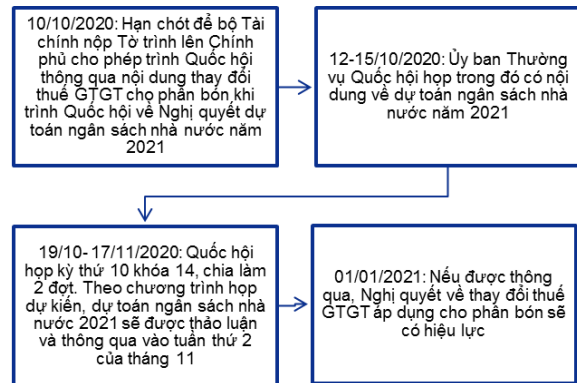 10/10/2020: Hạn chót để bộ Tài
chính nộp Tờ trình lên Chính
phủ cho phép trình Quốc hội
thông qua nội dung thay đổi
thuế GTGT cho phân bón khi
trình Quốc hội về Nghị quyết dự
toán ngân sách nhà nước năm
2021
12-15/10/2020: Ủy ban Thường
vụ Quốc hội họp trong đó có nội
dung về dự toán ngân sách nhà
nước năm 2021
19/10- 17/11/2020: Quốc hội
họp kỳ thứ 10 khóa 14, chia làm
2 đợt. Theo chương trình họp
dự kiến, dự toán ngân sách nhà
nước 2021 sẽ được thảo luận
và thông qua vào tuần thứ 2
của tháng 11
01/01/2021: Nếu được thông
qua, Nghị quyết về thay đổi thuế
GTGT áp dụng cho phân bón sẽ
có hiệu lực